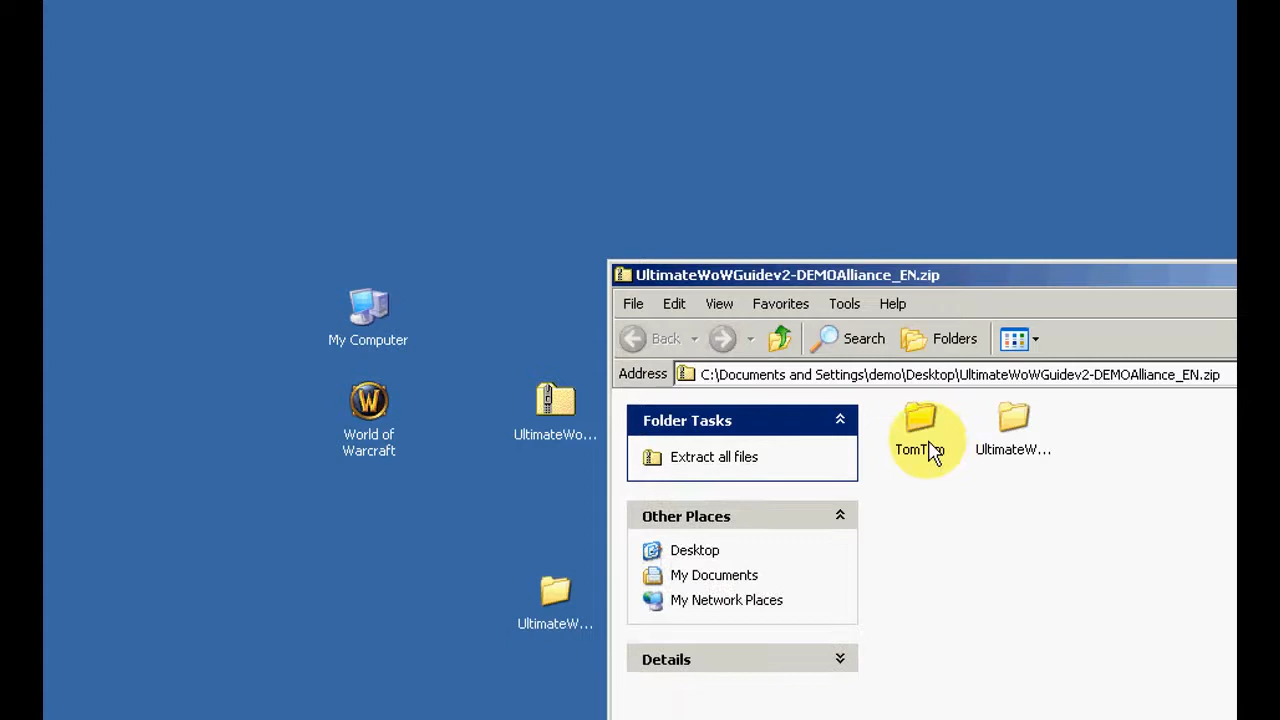 My Computer
World of
Warcraft
UltimateWo...
UltimateW...
UltimateWoWGuidev2-DEMOAlliance_EN.zip
File Edit View Favorites Tools Help
Back Search Folders
Address C:\Documents and Settings\demo\Desktop\UltimateWoWGuidev2-DEMOAlliance_EN.zip
Folder Tasks
Extract all files
Other Places
Desktop
My Documents
My Network Places
Details
UltimateW...